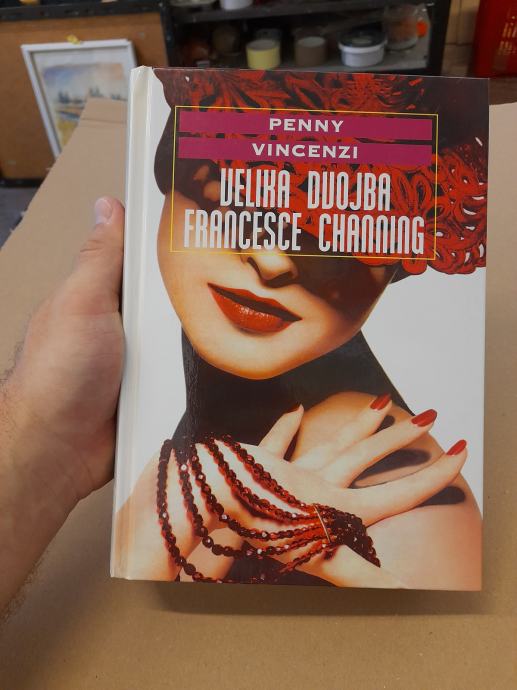 PENNY
VINCENZI
VELIKA DVOJBA
FRANCESCE CHANNING